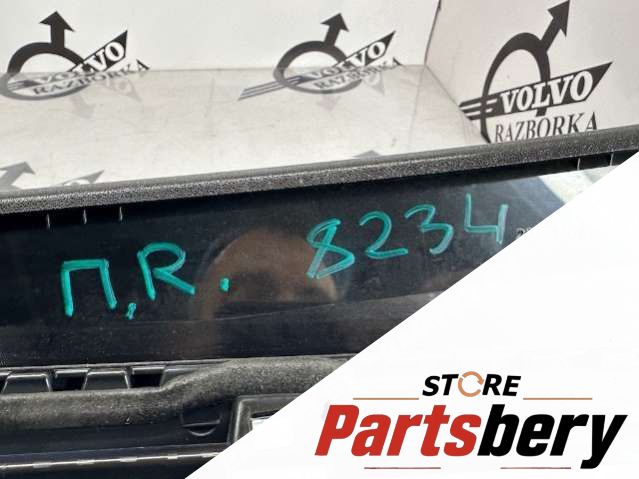 VOLVO
RAZBORKA
VOLVO
VOLVO
RAZBORKA
П,R. 8234
STORE
Partsbery